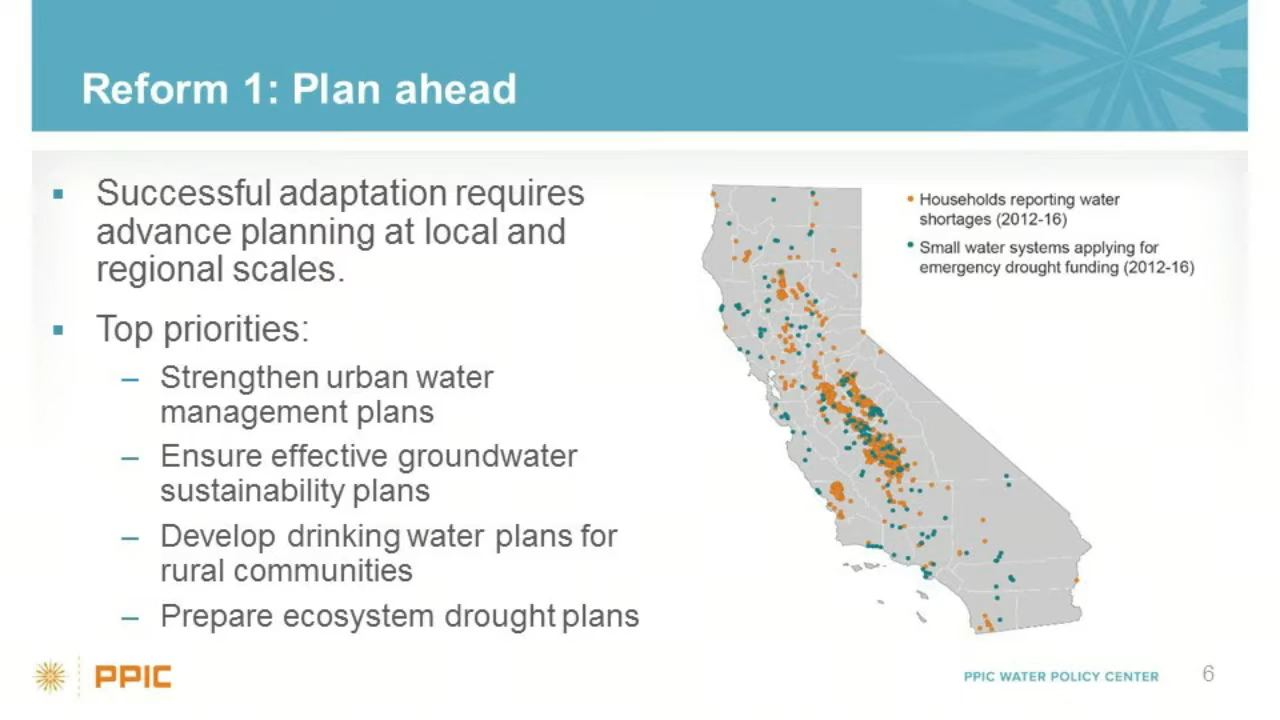 Reform 1: Plan ahead
▪ Successful adaptation requires
advance planning at local and
regional scales.
▪ Top priorities:
– Strengthen urban water
management plans
– Ensure effective groundwater
sustainability plans
– Develop drinking water plans for
rural communities
– Prepare ecosystem drought plans
Households reporting water
shortages (2012-16)
Small water systems applying for
emergency drought funding (2012-16)
PPIC
PPIC WATER POLICY CENTER
6